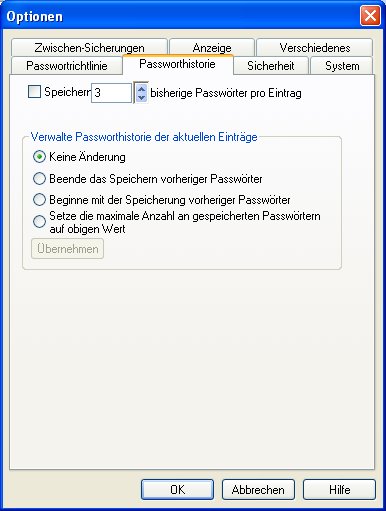 Optionen
Zwischen-Sicherungen Anzeige Verschiedenes
Passwortrichtlinie Passworthistorie Sicherheit System
Speichern 3 bisherige Passwörter pro Eintrag
Verwalte Passworthistorie der aktuellen Einträge
Keine Änderung
Beende das Speichern vorheriger Passwörter
Beginne mit der Speicherung vorheriger Passwörter
Setze die maximale Anzahl an gespeicherten Passwörtern
auf obigen Wert
Übernehmen
OK Abbrechen Hilfe